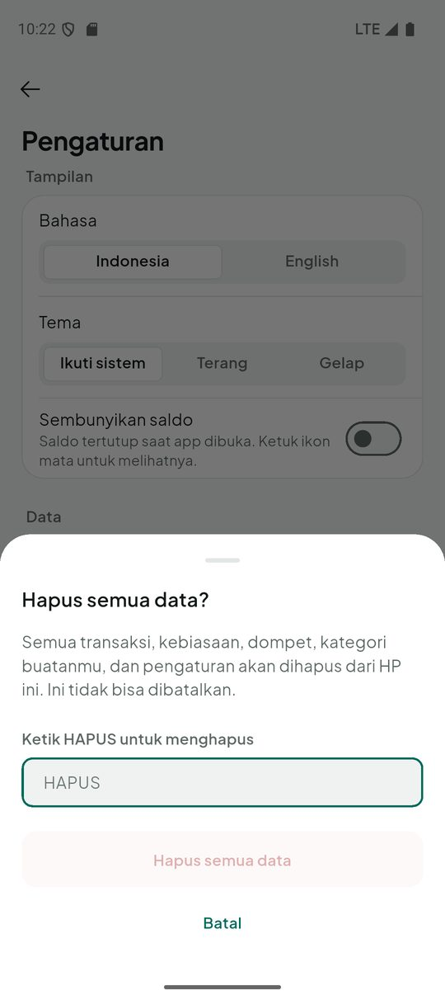 10:22
LTE
Pengaturan
Tampilan
Bahasa
Indonesia
English
Tema
Ikuti sistem
Terang
Gelap
Sembunyikan saldo
Saldo tertutup saat app dibuka. Ketuk ikon
mata untuk melihatnya.
Data
Hapus semua data?
Semua transaksi, kebiasaan, dompet, kategori
buatanmu, dan pengaturan akan dihapus dari HP
ini. Ini tidak bisa dibatalkan.
Ketik HAPUS untuk menghapus
HAPUS
Hapus semua data
Batal